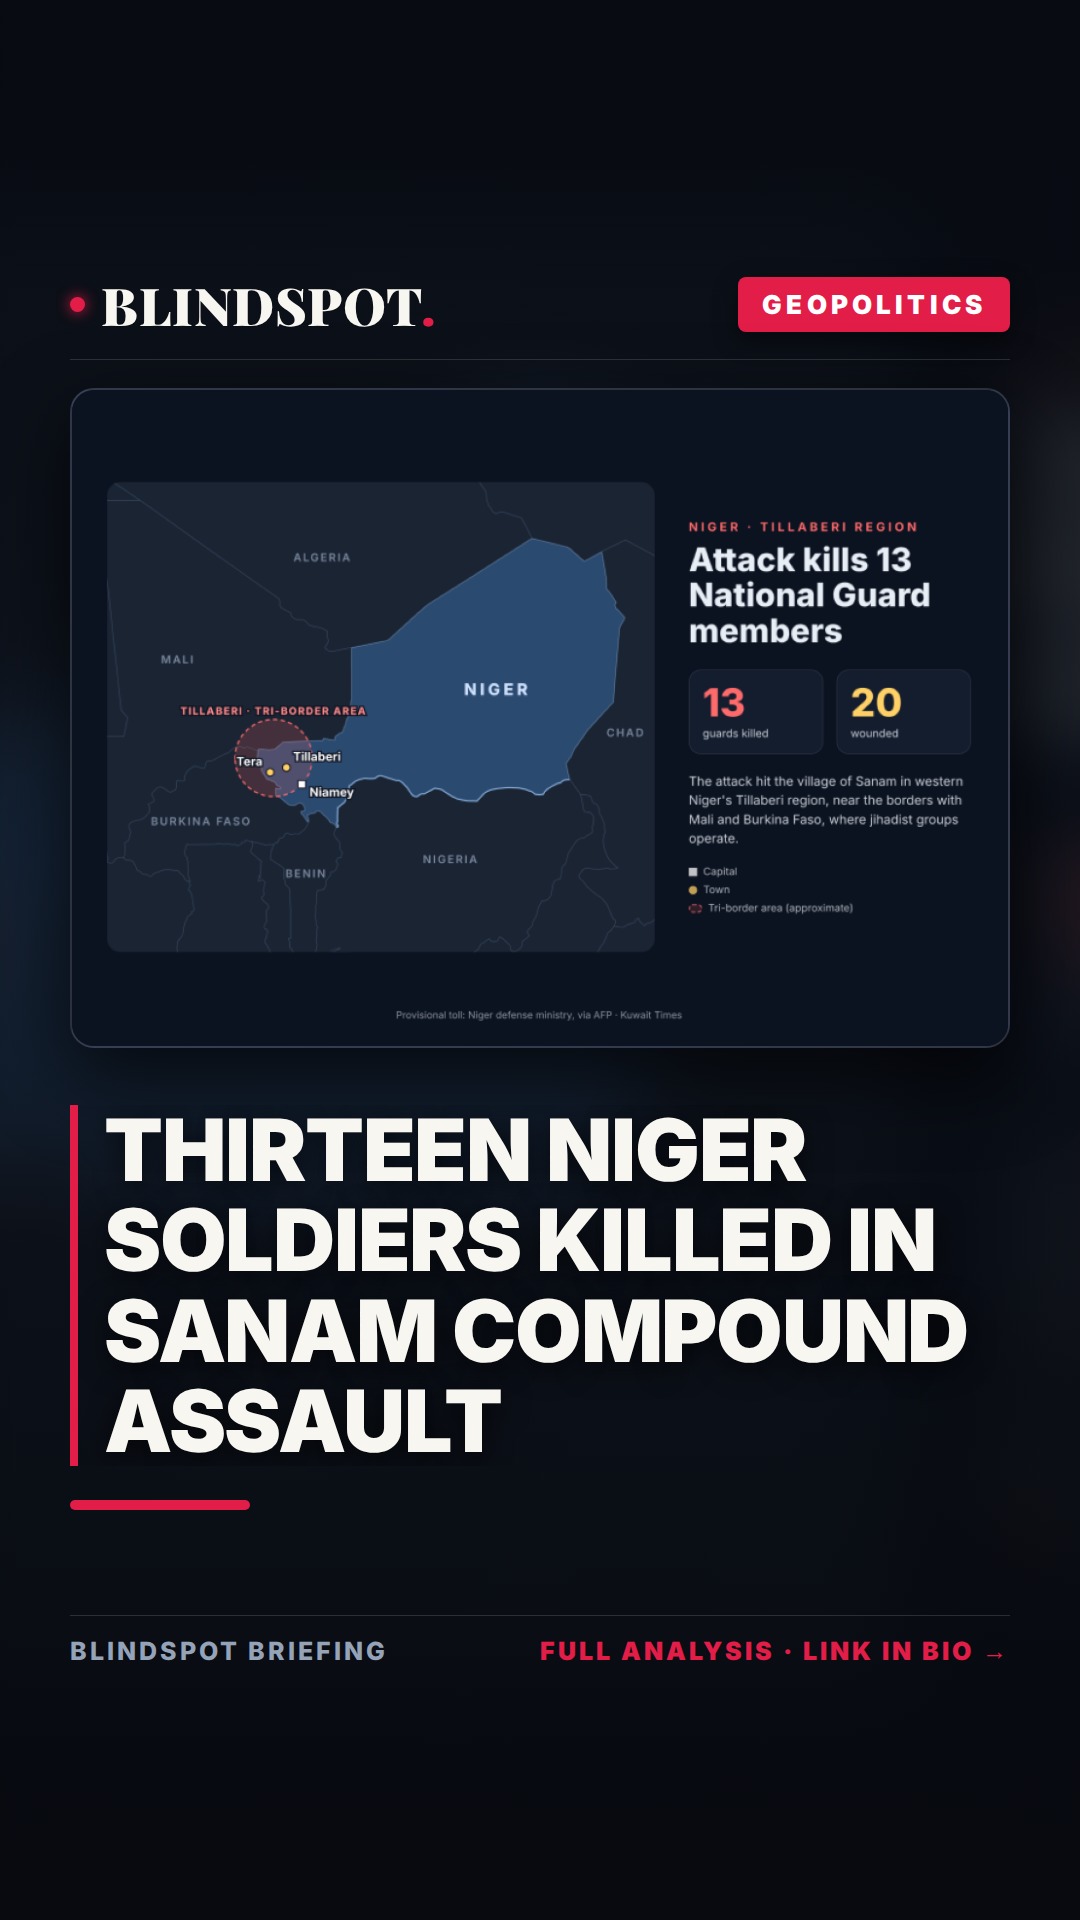 BLINDSPOT.
GEOPOLITICS
ALGERIA
MALI
NIGER
TILLABERI · TRI-BORDER AREA
CHAD
Tera
Tillaberi
Niamey
BURKINA FASO
NIGERIA
BENIN
NIGER · TILLABERI REGION
Attack kills 13
National Guard
members
13
guards killed
20
wounded
The attack hit the village of Sanam in western
Niger's Tillaberi region, near the borders with
Mali and Burkina Faso, where jihadist groups
operate.
Capital
Town
Tri-border area (approximate)
Provisional toll: Niger defense ministry, via AFP · Kuwait Times
THIRTEEN NIGER
SOLDIERS KILLED IN
SANAM COMPOUND
ASSAULT
BLINDSPOT BRIEFING
FULL ANALYSIS · LINK IN BIO →